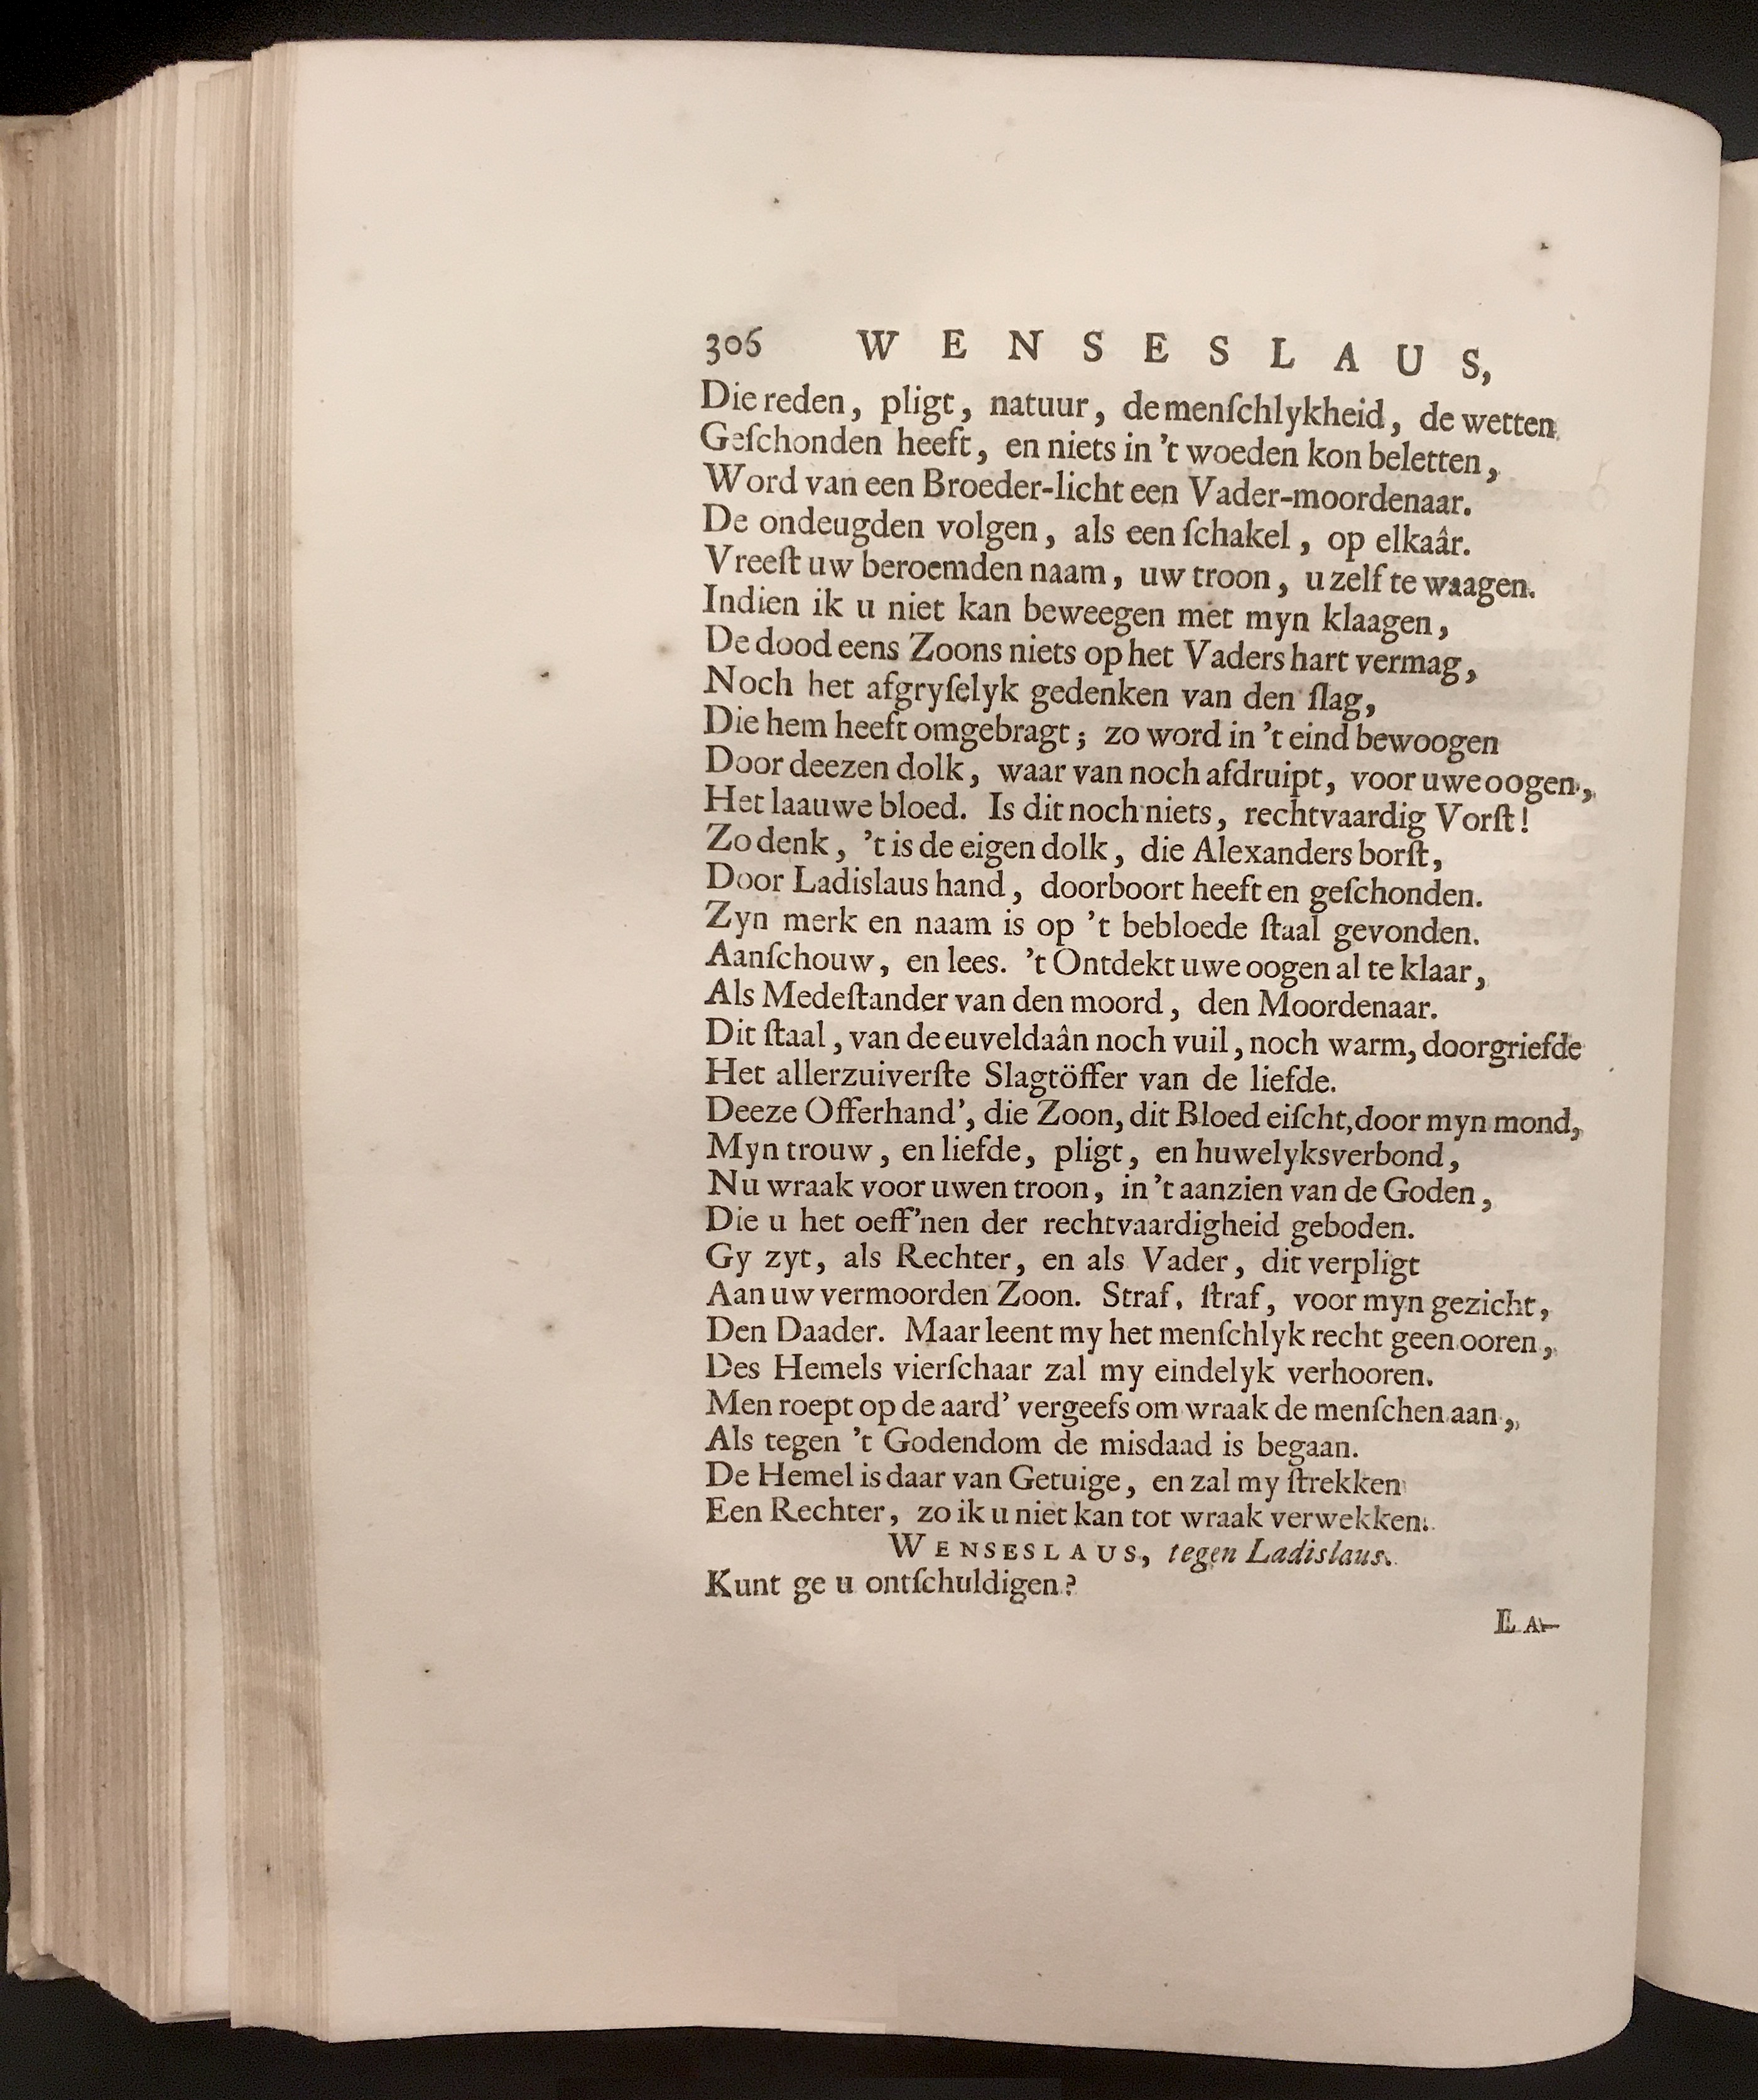 306 WENSESLAUS,
Die reden, pligt, natuur, de menſchlykheid, de wetten
Geſchonden heeft, en niets in 't woeden kon beletten,
Word van een Broeder-licht een Vader-moordenaar.
De ondeugden volgen, als een ſchakel, op elkaâr.
Vreeſt uw beroemden naam, uw troon, u zelf te waagen.
Indien ik u niet kan beweegen met myn klaagen,
De dood eens Zoons niets op het Vaders hart vermag,
Noch het afgryſelyk gedenken van den ſlag,
Die hem heeft omgebragt; zo word in 't eind bewoogen
Door deezen dolk, waar van noch afdruipt, voor uwe oogen,
Het laauwe bloed. Is dit noch niets, rechtvaardig Vorſt!
Zo denk, 't is de eigen dolk, die Alexanders borſt,
Door Ladislaus hand, doorboort heeft en geſchonden.
Zyn merk en naam is op 't bebloede ſtaal gevonden.
Aanſchouw, en lees. 't Ontdekt uwe oogen al te klaar,
Als Medeſtander van den moord, den Moordenaar.
Dit ſtaal, van de euveldaân noch vuil, noch warm, doorgriefde
Het allerzuiverſte Slagtöffer van de liefde.
Deeze Offerhand', die Zoon, dit Bloed eiſcht, door myn mond,
Myn trouw, en liefde, pligt, en huwelyksverbond,
Nu wraak voor uwen troon, in 't aanzien van de Goden,
Die u het oeff'nen der rechtvaardigheid geboden.
Gy zyt, als Rechter, en als Vader, dit verpligt
Aan uw vermoorden Zoon. Straf, ſtraf, voor myn gezicht,
Den Daader. Maar leent my het menſchlyk recht geen ooren,
Des Hemels vierſchaar zal my eindelyk verhooren.
Men roept op de aard' vergeefs om wraak de menſchen aan,
Als tegen 't Godendom de misdaad is begaan.
De Hemel is daar van Getuige, en zal my ſtrekken
Een Rechter, zo ik u niet kan tot wraak verwekken.
WENSESLAUS, tegen Ladislaus.
Kunt ge u ontſchuldigen?
LA-